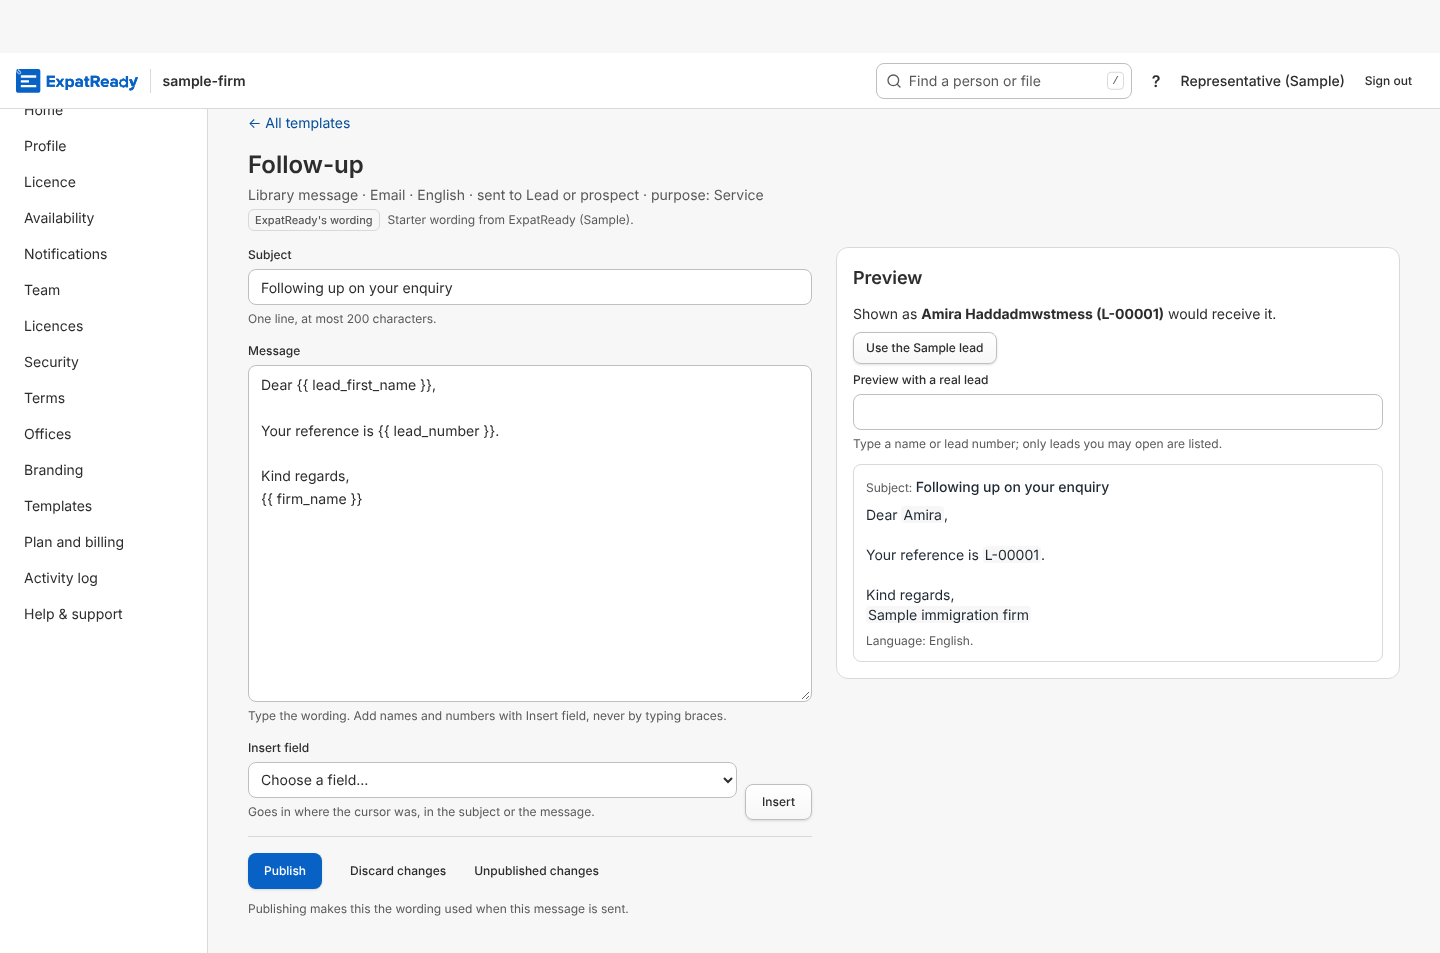 ExpatReady
sample-firm
Find a person or file
/
?
Representative (Sample)
Sign out
Home
Profile
Licence
Availability
Notifications
Team
Licences
Security
Terms
Offices
Branding
Templates
Plan and billing
Activity log
Help & support
← All templates
Follow-up
Library message · Email · English · sent to Lead or prospect · purpose: Service
ExpatReady's wording
Starter wording from ExpatReady (Sample).
Subject
Following up on your enquiry
One line, at most 200 characters.
Message
Dear {{ lead_first_name }},
Your reference is {{ lead_number }}.
Kind regards,
{{ firm_name }}
Type the wording. Add names and numbers with Insert field, never by typing braces.
Insert field
Choose a field...
Goes in where the cursor was, in the subject or the message.
Insert
Publish
Discard changes
Unpublished changes
Publishing makes this the wording used when this message is sent.
Preview
Shown as Amira Haddadmwstmess (L-00001) would receive it.
Use the Sample lead
Preview with a real lead
Type a name or lead number; only leads you may open are listed.
Subject: Following up on your enquiry
Dear Amira,
Your reference is L-00001.
Kind regards,
Sample immigration firm
Language: English.